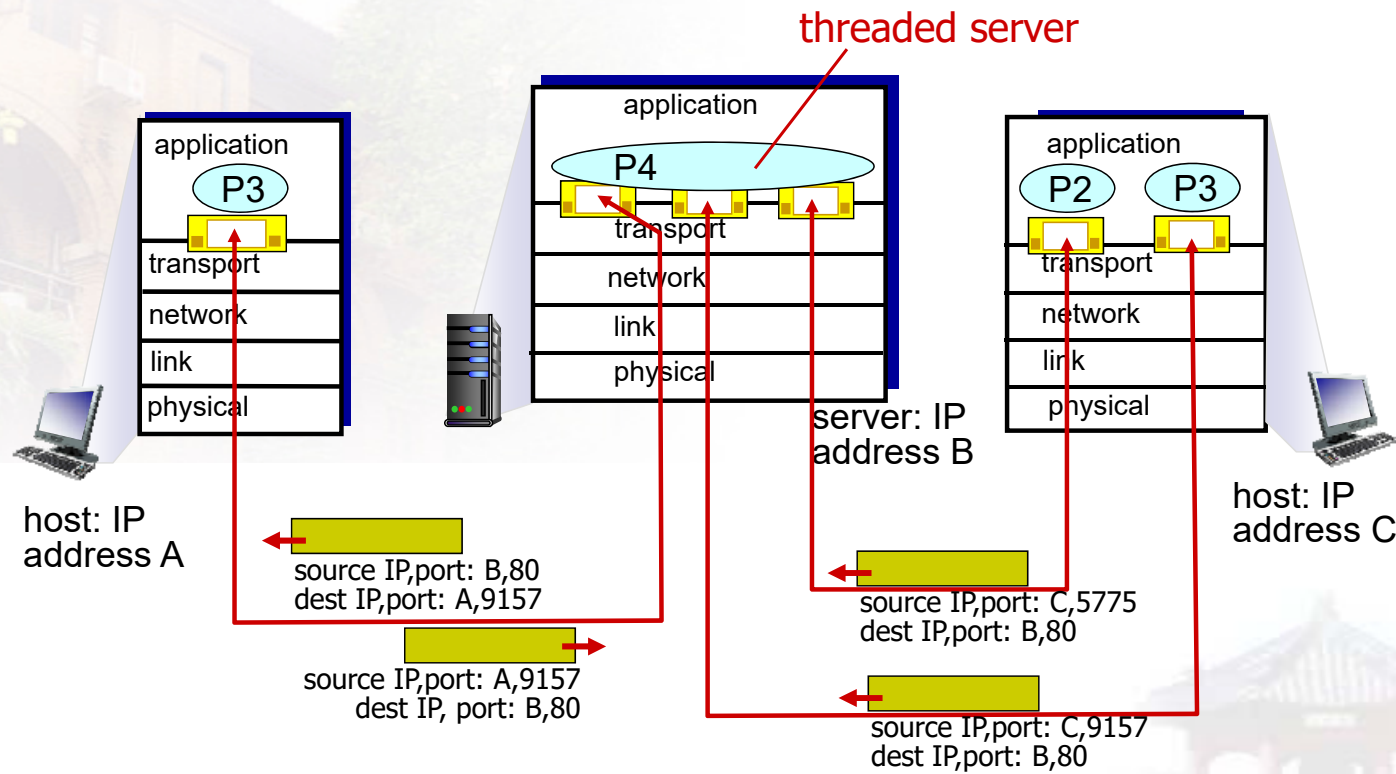 threaded server
application
P3
transport
network
link
physical
host: IP
address A
application
P4
transport
network
link
physical
server: IP
address B
application
P2
P3
transport
network
link
physical
host: IP
address C
source IP,port: B,80
dest IP,port: A,9157
source IP,port: A,9157
dest IP, port: B,80
source IP,port: C,5775
dest IP,port: B,80
source IP,port: C,9157
dest IP,port: B,80